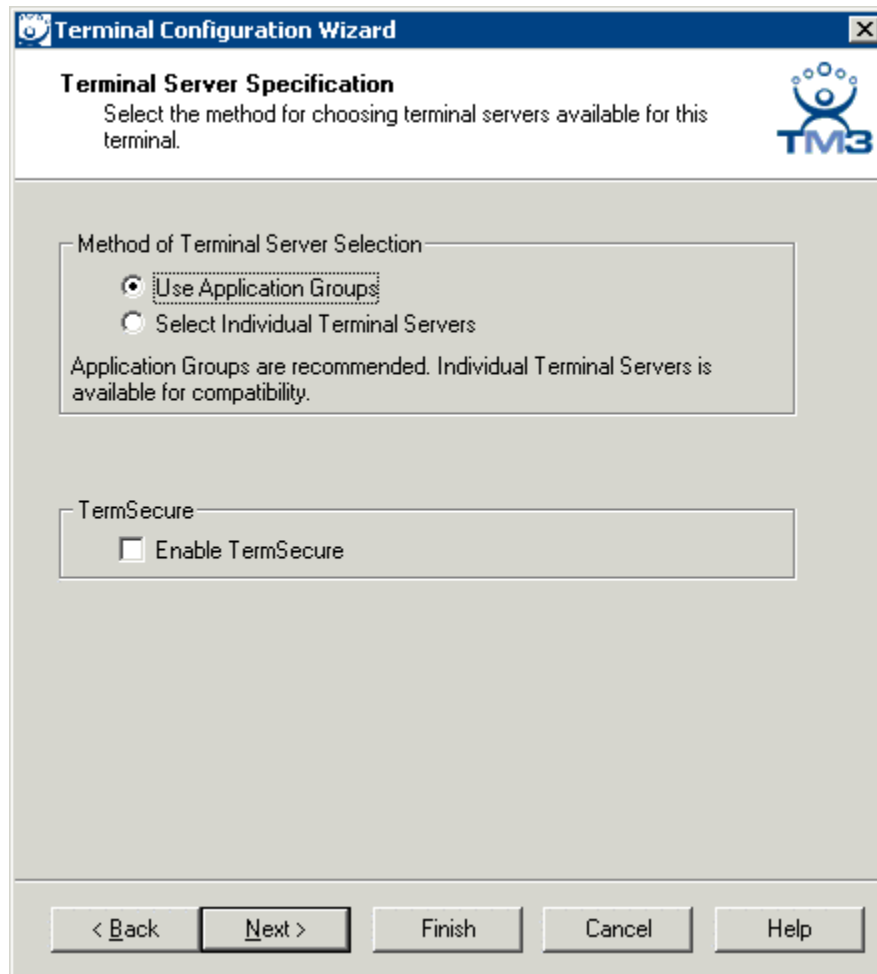 Terminal Configuration Wizard
Terminal Server Specification
Select the method for choosing terminal servers available for this
terminal.
TM3
Method of Terminal Server Selection
Use Application Groups
Select Individual Terminal Servers
Application Groups are recommended. Individual Terminal Servers is
available for compatibility.
TermSecure
Enable TermSecure
< Back
Next >
Finish
Cancel
Help